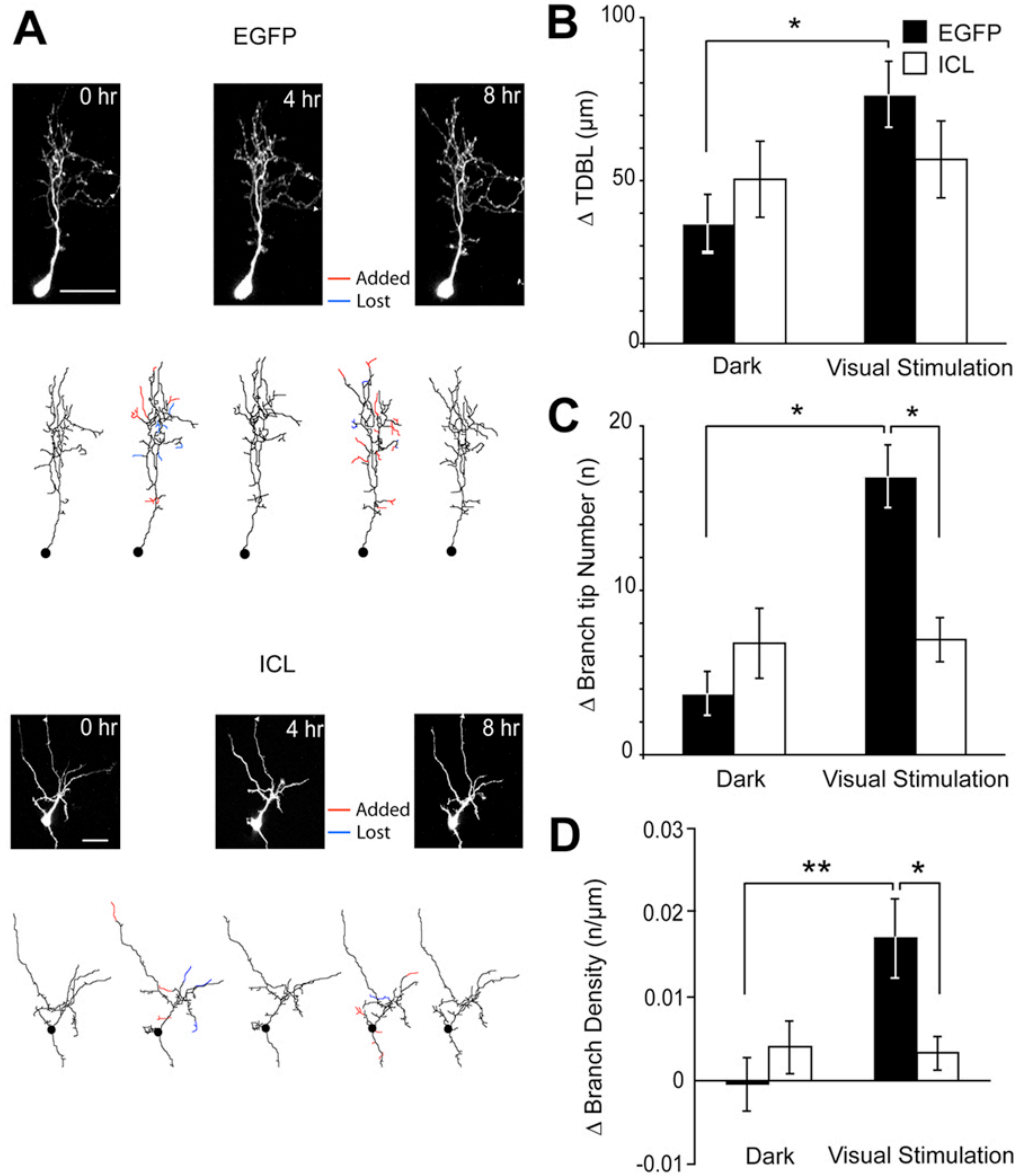 A
EGFP
0 hr
4 hr
8 hr
Added
Lost
ICL
0 hr
4 hr
8 hr
Added
Lost
B
*
EGFP
ICL
100
50
0
Δ TDBL (μm)
Dark
Visual Stimulation
C
*
*
20
10
0
Δ Branch tip Number (n)
Dark
Visual Stimulation
D
**
*
0.03
0.02
0.01
0
-0.01
Δ Branch Density (n/μm)
Dark
Visual Stimulation